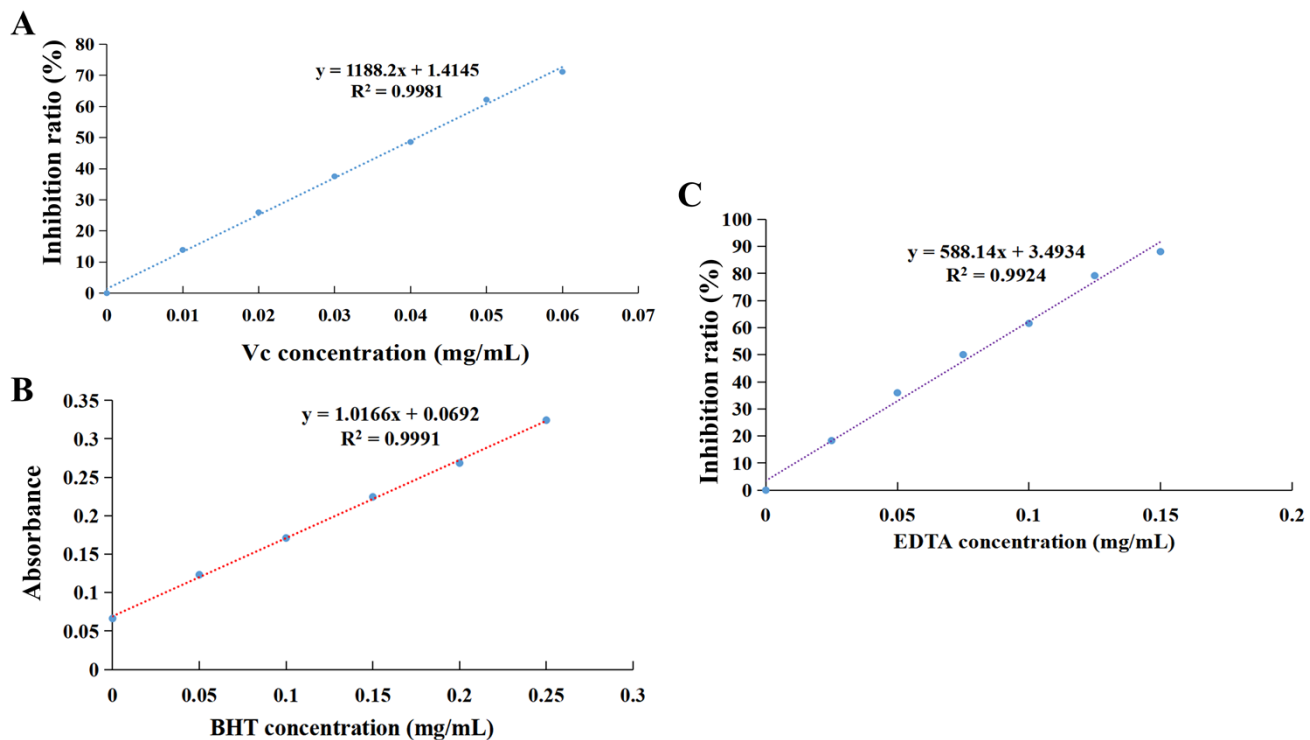 A
Inhibition ratio (%)
80
70
60
50
40
30
20
10
0
y = 1188.2x + 1.4145
R² = 0.9981
0 0.01 0.02 0.03 0.04 0.05 0.06 0.07
Vc concentration (mg/mL)
B
Absorbance
0.35
0.3
0.25
0.2
0.15
0.1
0.05
0
y = 1.0166x + 0.0692
R² = 0.9991
0 0.05 0.1 0.15 0.2 0.25 0.3
BHT concentration (mg/mL)
C
Inhibition ratio (%)
100
90
80
70
60
50
40
30
20
10
0
y = 588.14x + 3.4934
R² = 0.9924
0 0.05 0.1 0.15 0.2
EDTA concentration (mg/mL)